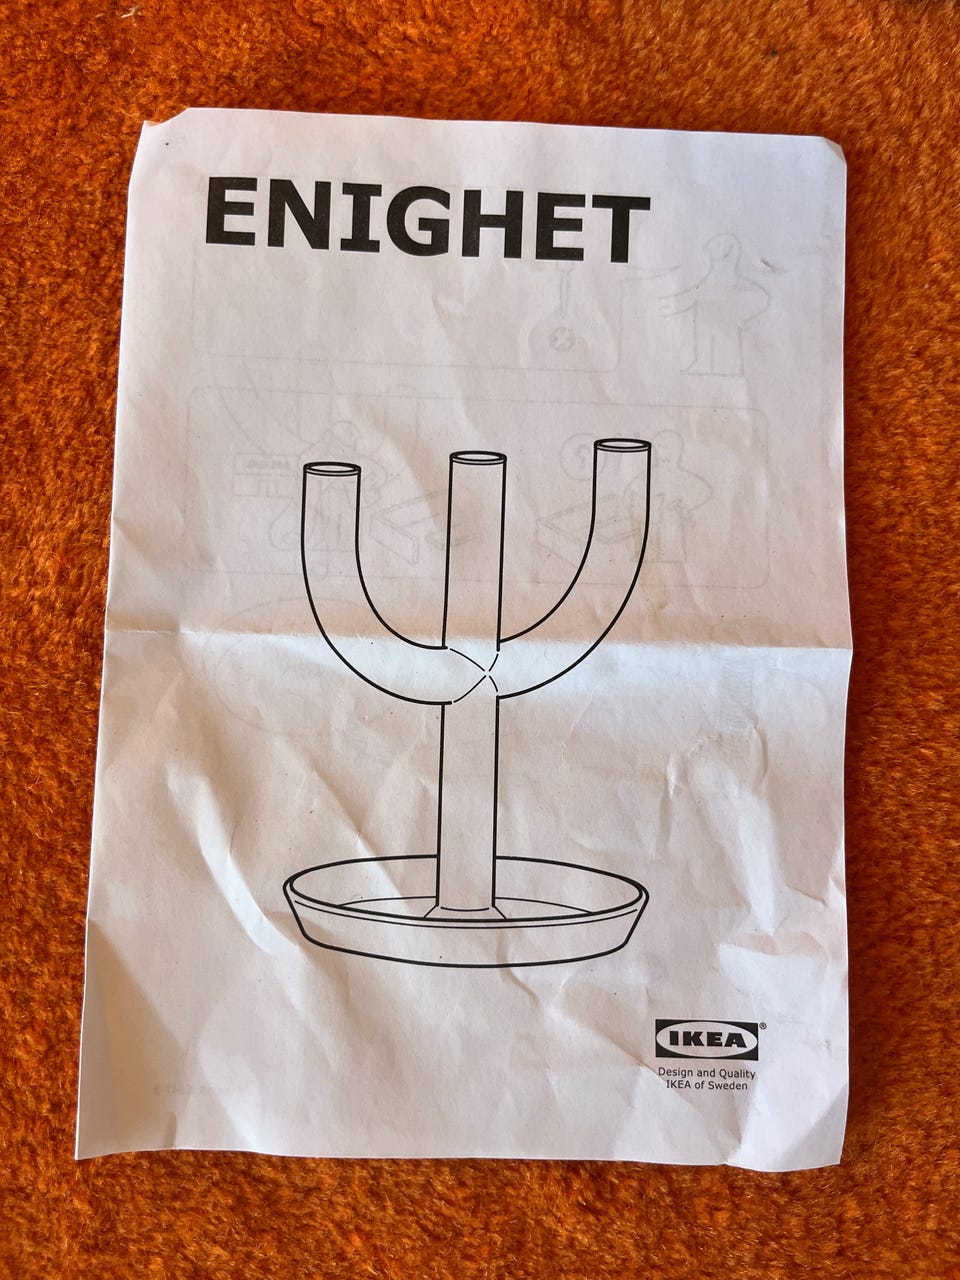 ENIGHET
IKEA®
Design and Quality
IKEA of Sweden